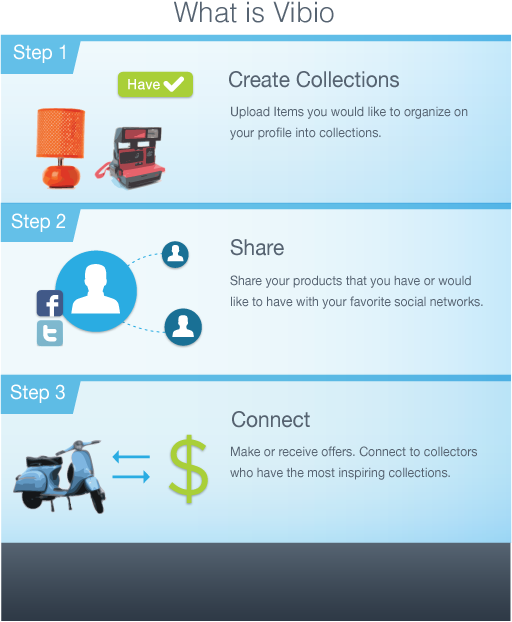 What is Vibio
Step 1
Have
Create Collections
Upload Items you would like to organize on
your profile into collections.
Step 2
Share
Share your products that you have or would
like to have with your favorite social networks.
f
t
Step 3
Connect
Make or receive offers. Connect to collectors
who have the most inspiring collections.
$